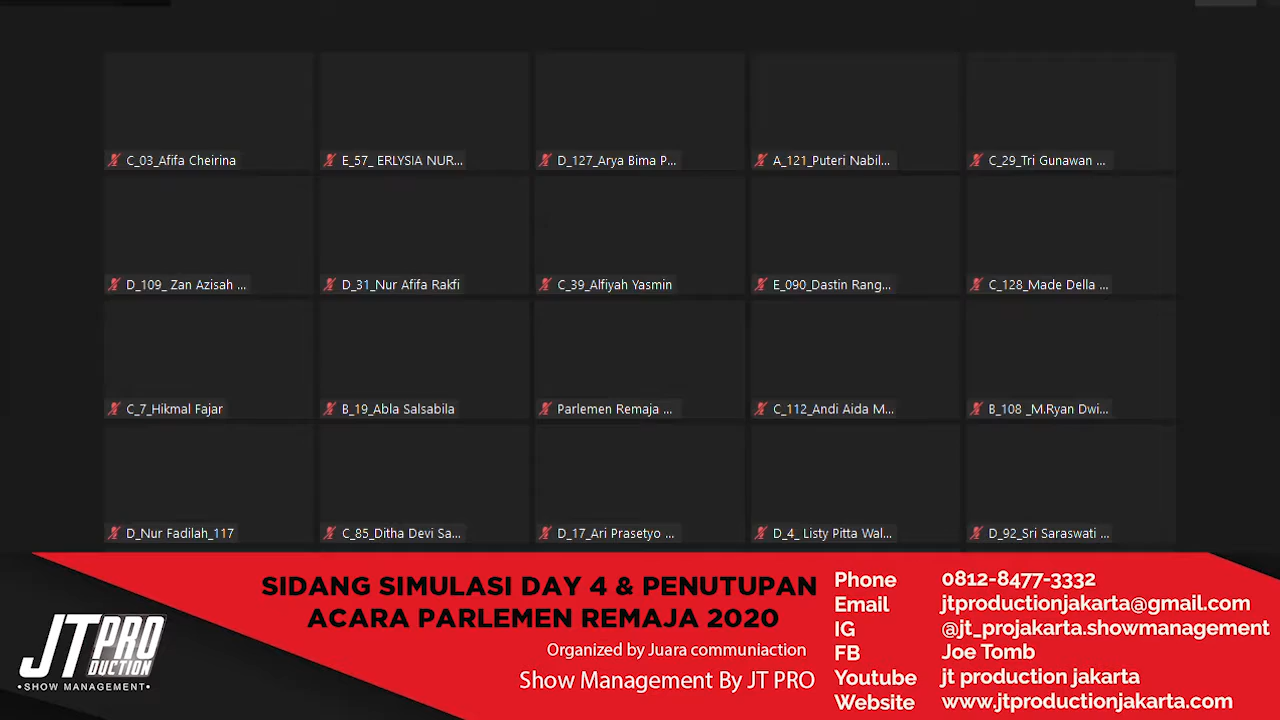 C_03_Afifa Cheirina
E_57_ ERLYSIA NUR...
D_127_Arya Bima P...
A_121_Puteri Nabil...
C_29_Tri Gunawan ...
D_109_ Zan Azisah ...
D_31_Nur Afifa Rakfi
C_39_Alfiyah Yasmin
E_090_Dastin Rang...
C_128_Made Della ...
C_7_Hikmal Fajar
B_19_Abla Salsabila
Parlemen Remaja ...
C_112_Andi Aida M...
B_108 _M.Ryan Dwi...
D_Nur Fadilah_117
C_85_Ditha Devi Sa...
D_17_Ari Prasetyo ...
D_4_ Listy Pitta Wal...
D_92_Sri Saraswati ...
JT PRO
DUCTION
•SHOW MANAGEMENT•
SIDANG SIMULASI DAY 4 & PENUTUPAN
ACARA PARLEMEN REMAJA 2020
Organized by Juara communiaction
Show Management By JT PRO
Phone 0812-8477-3332
Email jtproductionjakarta@gmail.com
IG @jt_projakarta.showmanagement
FB Joe Tomb
Youtube jt production jakarta
Website www.jtproductionjakarta.com